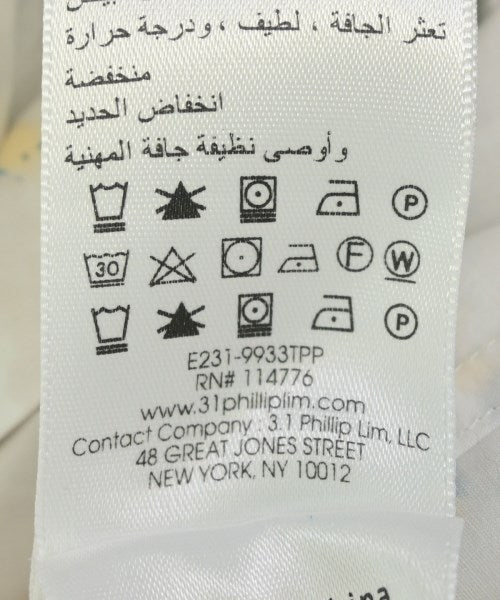 تعثر الجافة ، لطيف ، ودرجة حرارة
منخفضة
انخفاض الحديد
و أوصى نظيفة جافة المهنية
P
30 F W
P
E231-9933TPP
RN# 114776
www.31philliplim.com
Contact Company : 3.1 Phillip Lim, LLC
48 GREAT JONES STREET
NEW YORK, NY 10012